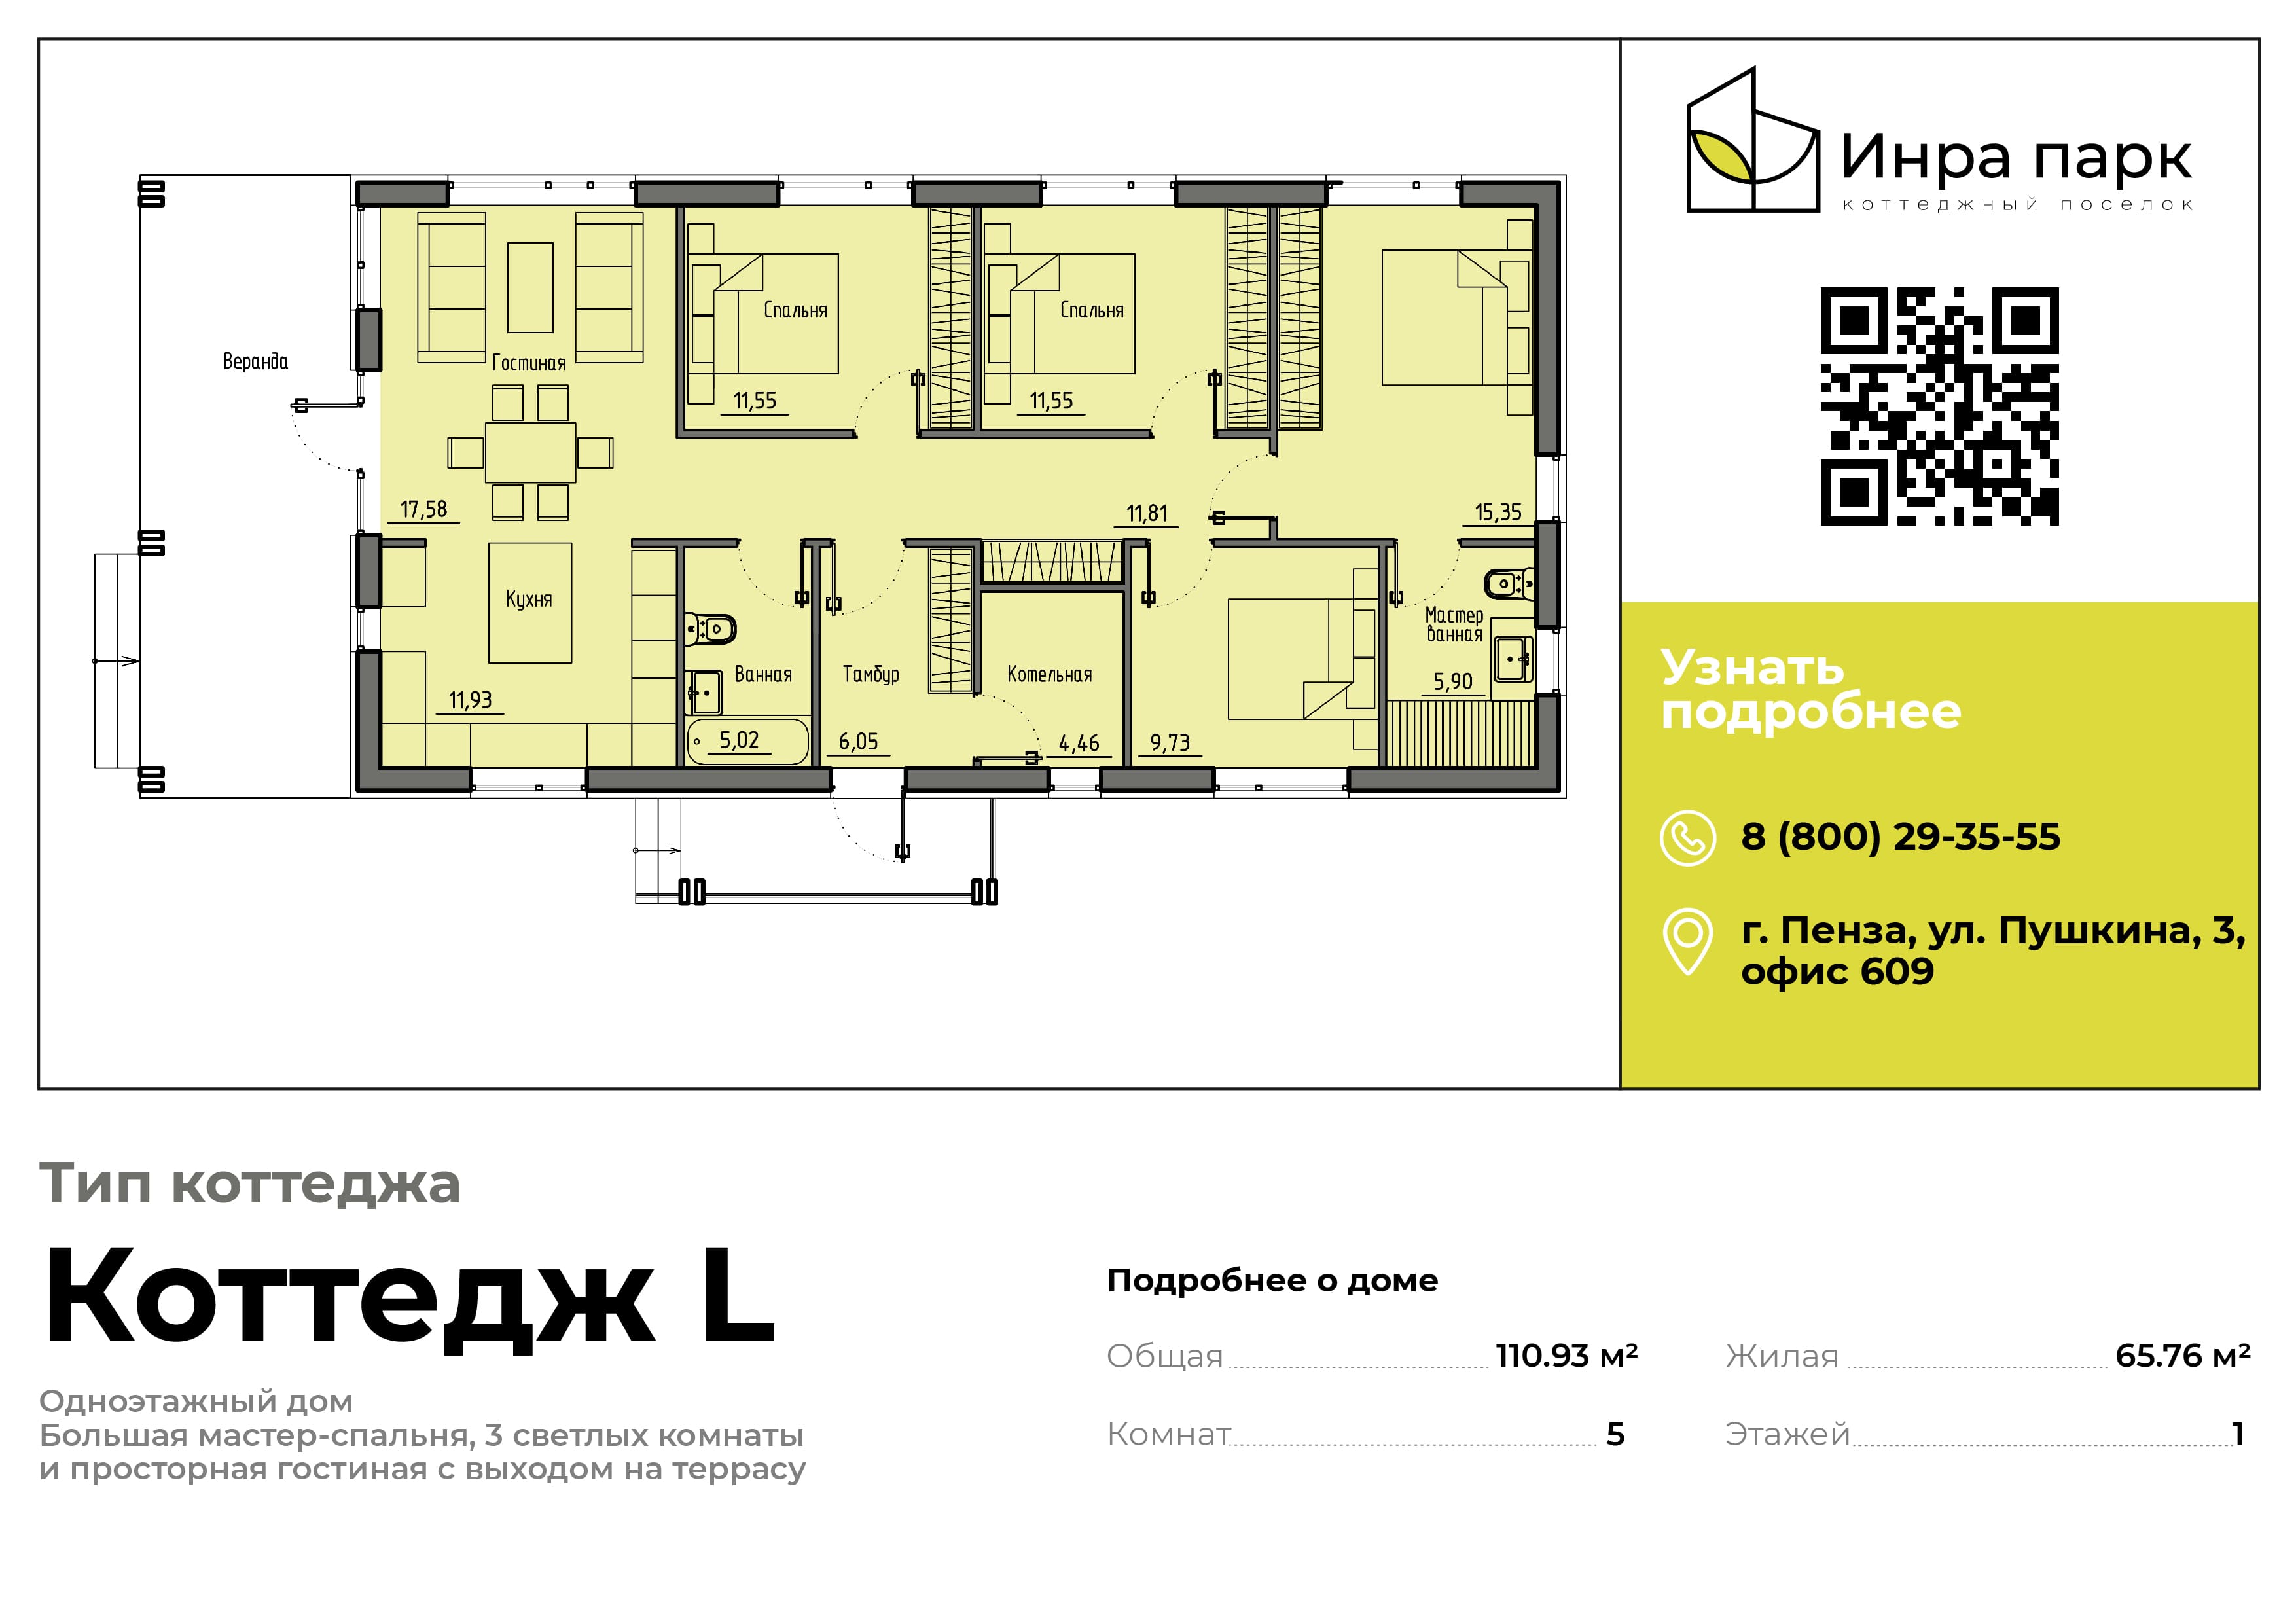 Инра парк
коттеджный поселок
Веранда
Гостиная
Спальня
Спальня
11,55
11,55
17,58
11,81
15,35
Кухня
Мастер
ванная
Ванная
Тамбур
Котельная
5,90
11,93
5,02
6,05
4,46
9,73
Узнать
подробнее
8 (800) 29-35-55
г. Пенза, ул. Пушкина, 3,
офис 609
Тип коттеджа
Коттедж L
Одноэтажный дом
Большая мастер-спальня, 3 светлых комнаты
и просторная гостиная с выходом на террасу
Подробнее о доме
Общая 110.93 м²
Жилая 65.76 м²
Комнат 5
Этажей 1